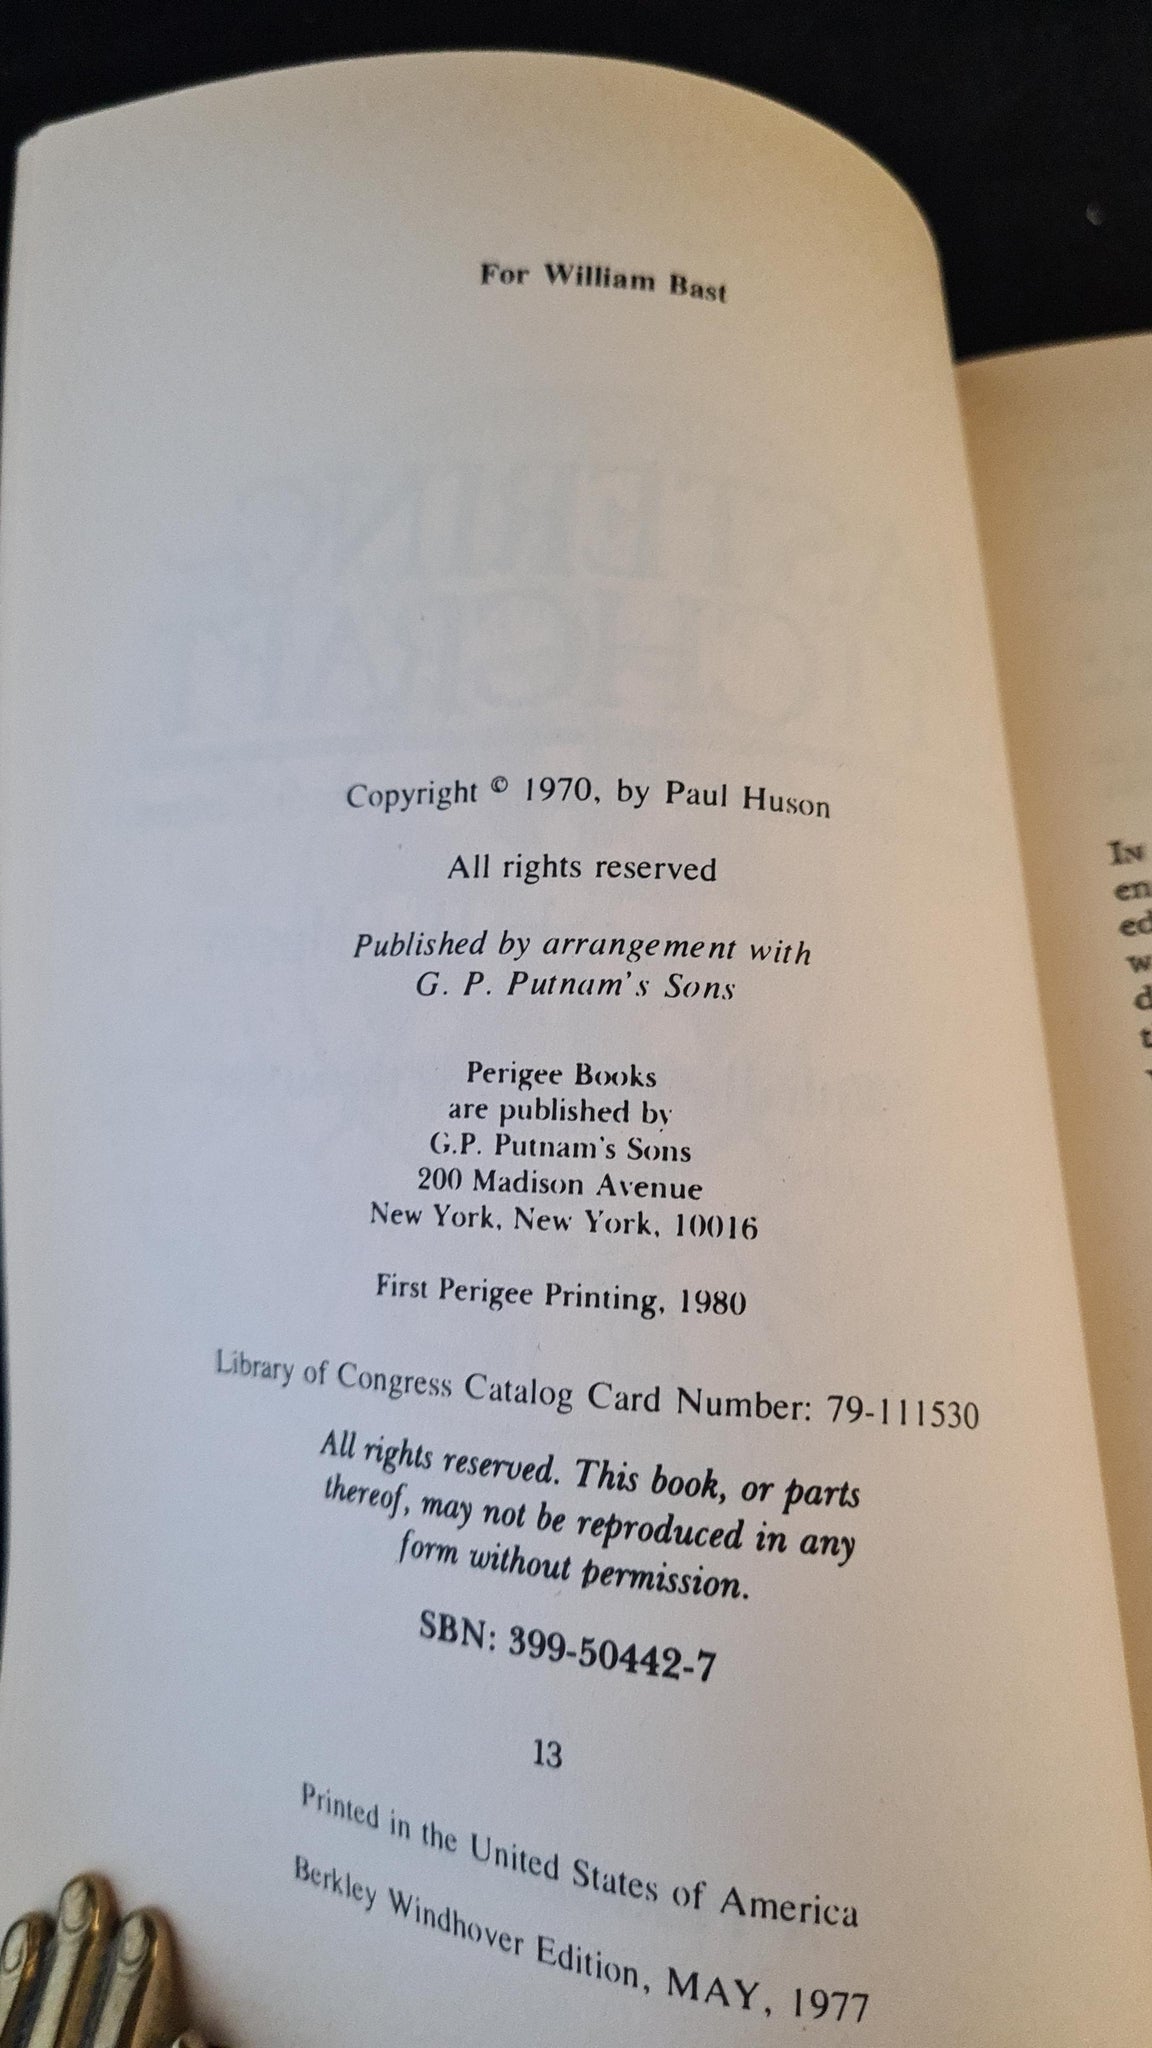 For William Bast
Copyright © 1970, by Paul Huson
All rights reserved
Published by arrangement with
G. P. Putnam's Sons
Perigee Books
are published by
G.P. Putnam's Sons
200 Madison Avenue
New York, New York, 10016
First Perigee Printing, 1980
Library of Congress Catalog Card Number: 79-111530
All rights reserved. This book, or parts
thereof, may not be reproduced in any
form without permission.
SBN: 399-50442-7
13
Printed in the United States of America
Berkley Windhover Edition, MAY, 1977
IN
en
ed
w
d
t